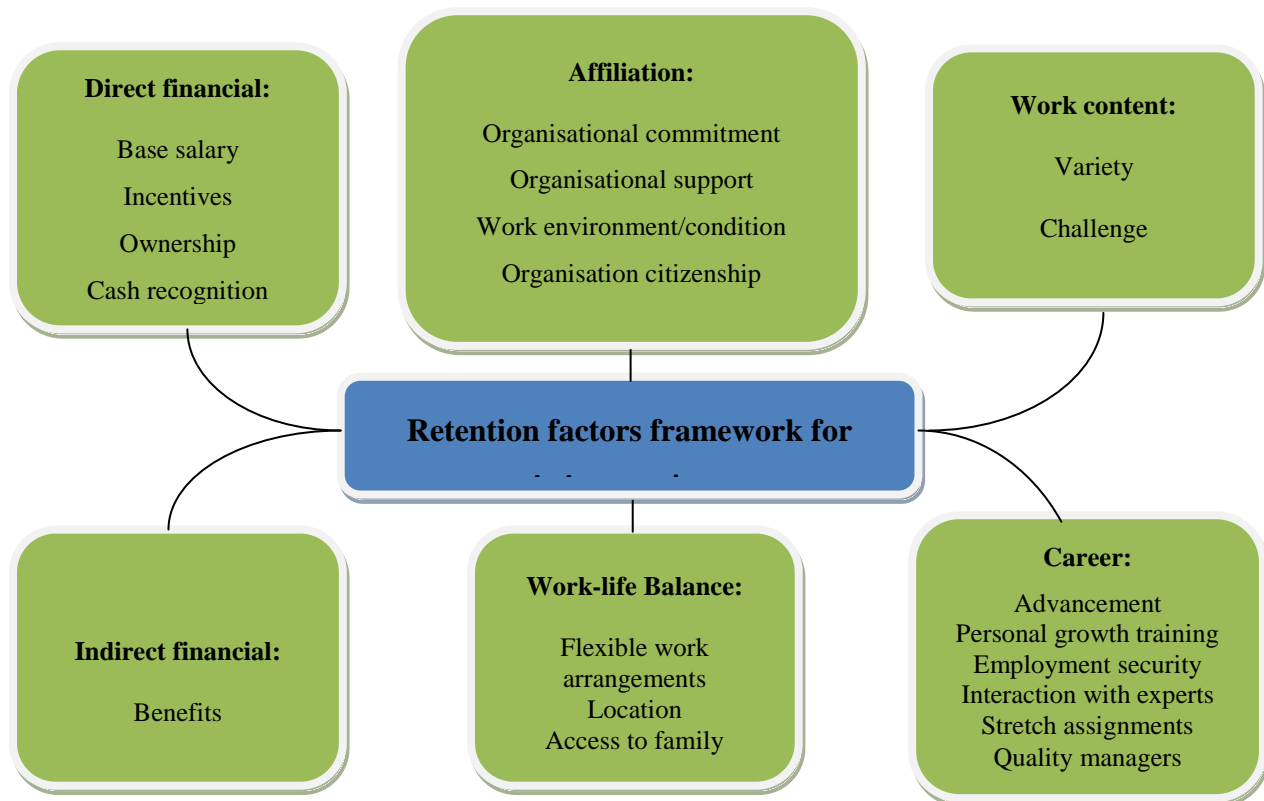 Direct financial:
Base salary
Incentives
Ownership
Cash recognition
Affiliation:
Organisational commitment
Organisational support
Work environment/condition
Organisation citizenship
Work content:
Variety
Challenge
Retention factors framework for
Indirect financial:
Benefits
Work-life Balance:
Flexible work
arrangements
Location
Access to family
Career:
Advancement
Personal growth training
Employment security
Interaction with experts
Stretch assignments
Quality managers